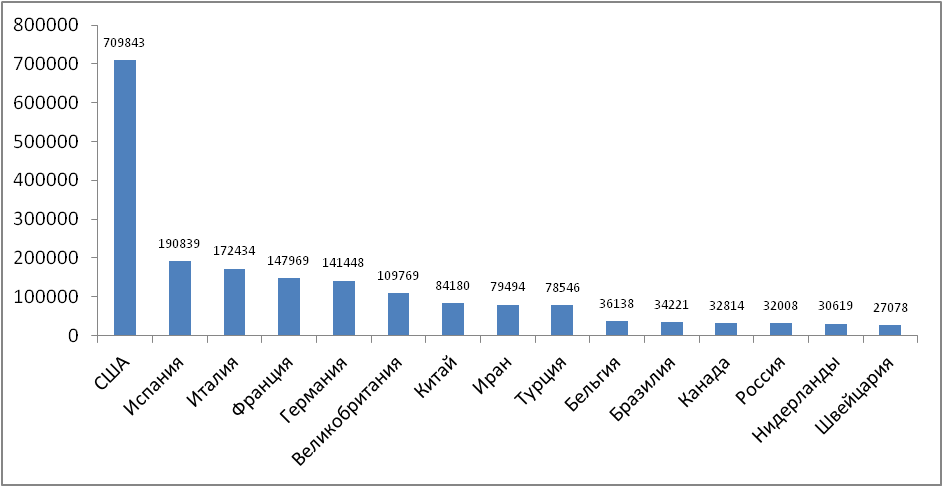 800000
700000
600000
500000
400000
300000
200000
100000
0
709843
190839
172434
147969
141448
109769
84180
79494
78546
36138
34221
32814
32008
30619
27078
США
Испания
Италия
Франция
Германия
Великобритания
Китай
Иран
Турция
Бельгия
Бразилия
Канада
Россия
Нидерланды
Швейцария